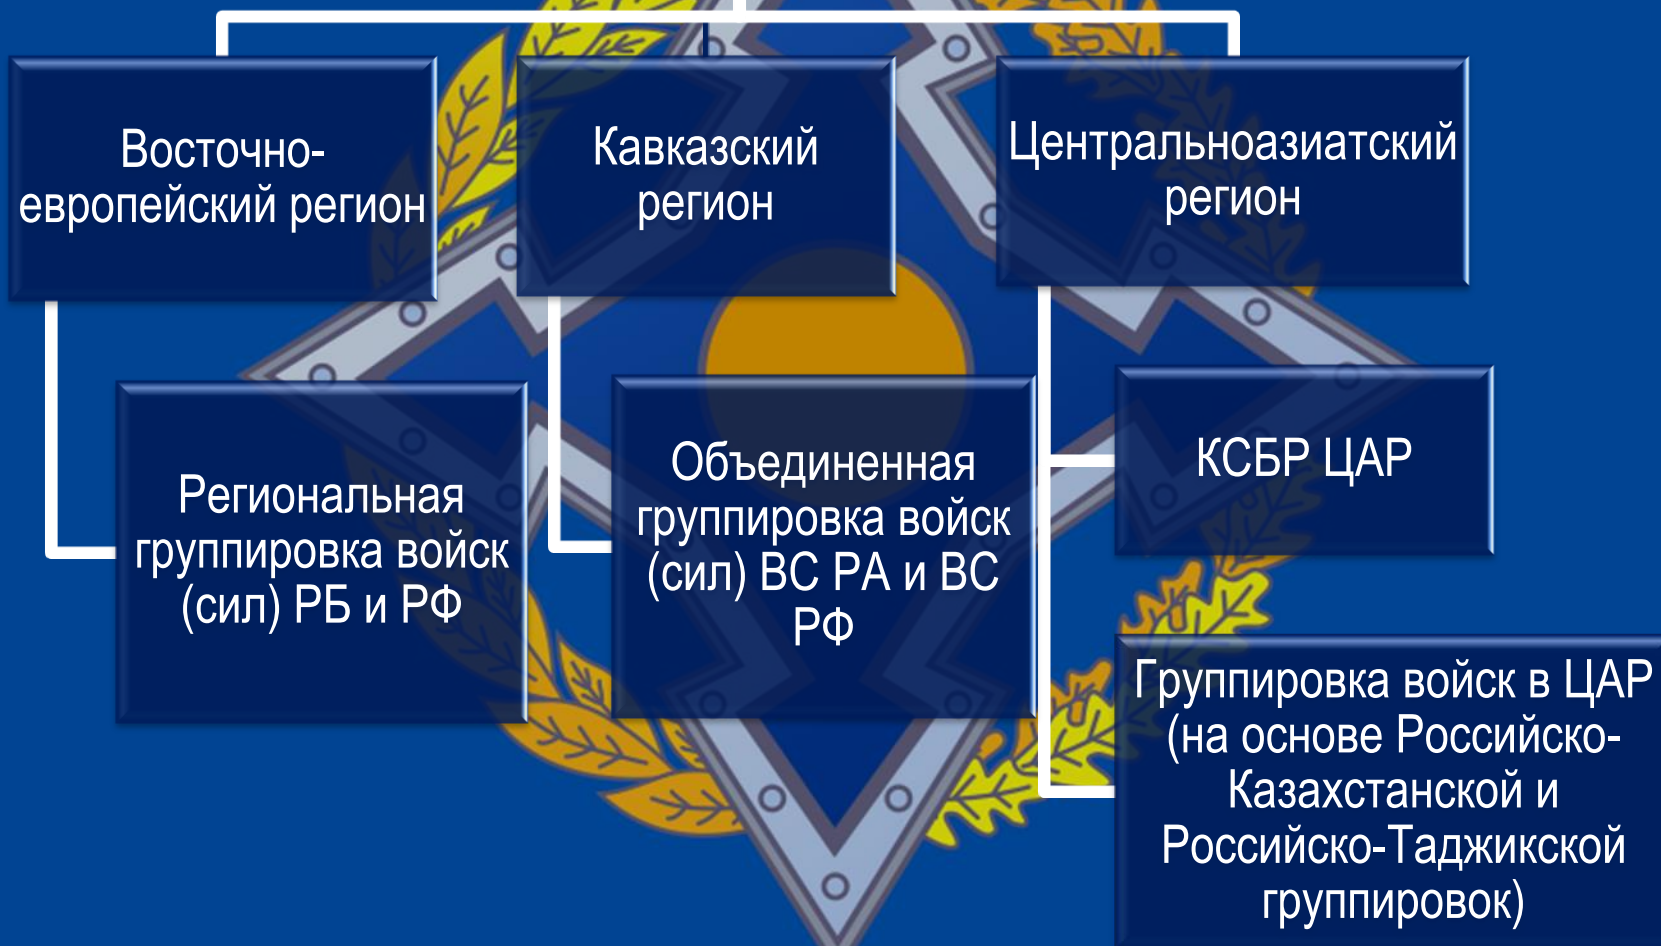 Восточно-
европейский регион
Кавказский
регион
Центральноазиатский
регион
Региональная
группировка войск
(сил) РБ и РФ
Объединенная
группировка войск
(сил) ВС РА и ВС
РФ
КСБР ЦАР
Группировка войск в ЦАР
(на основе Российско-
Казахстанской и
Российско-Таджикской
группировок)